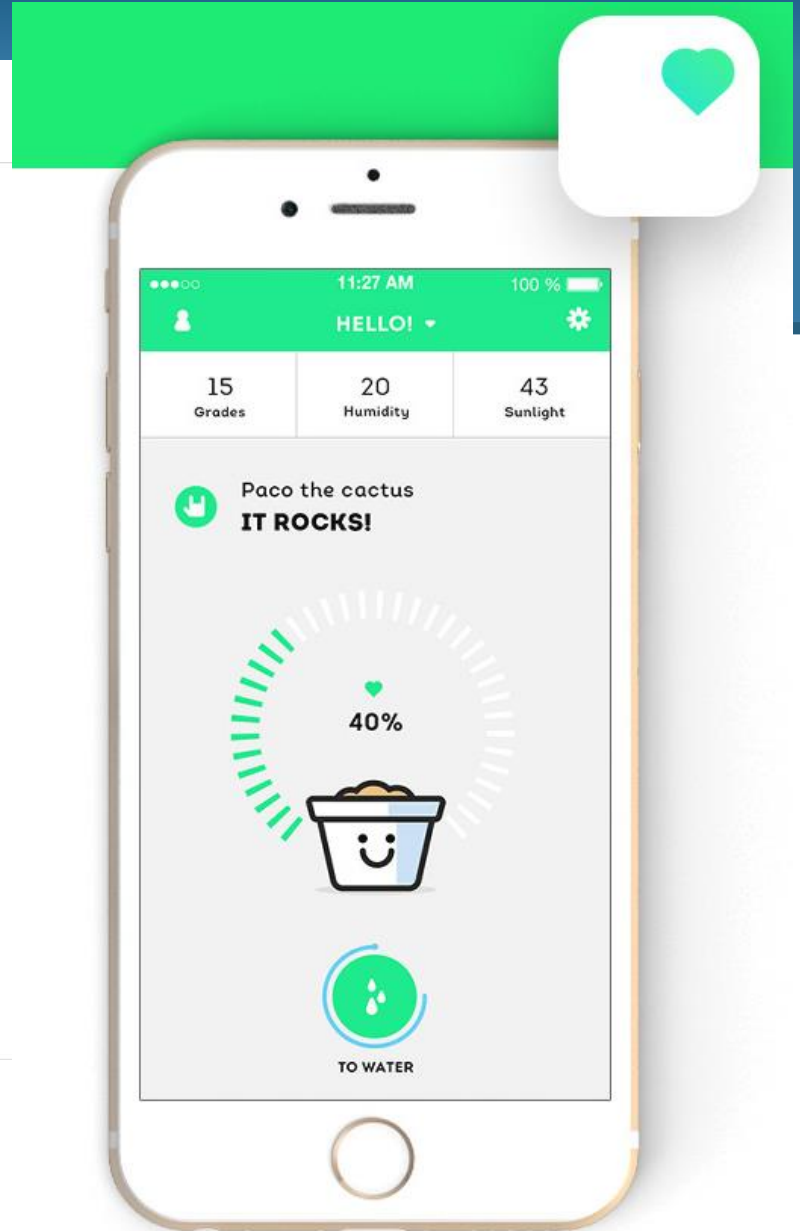 11:27 AM
100 %
HELLO!
15
Grades
20
Humidity
43
Sunlight
Paco the cactus
IT ROCKS!
40%
TO WATER